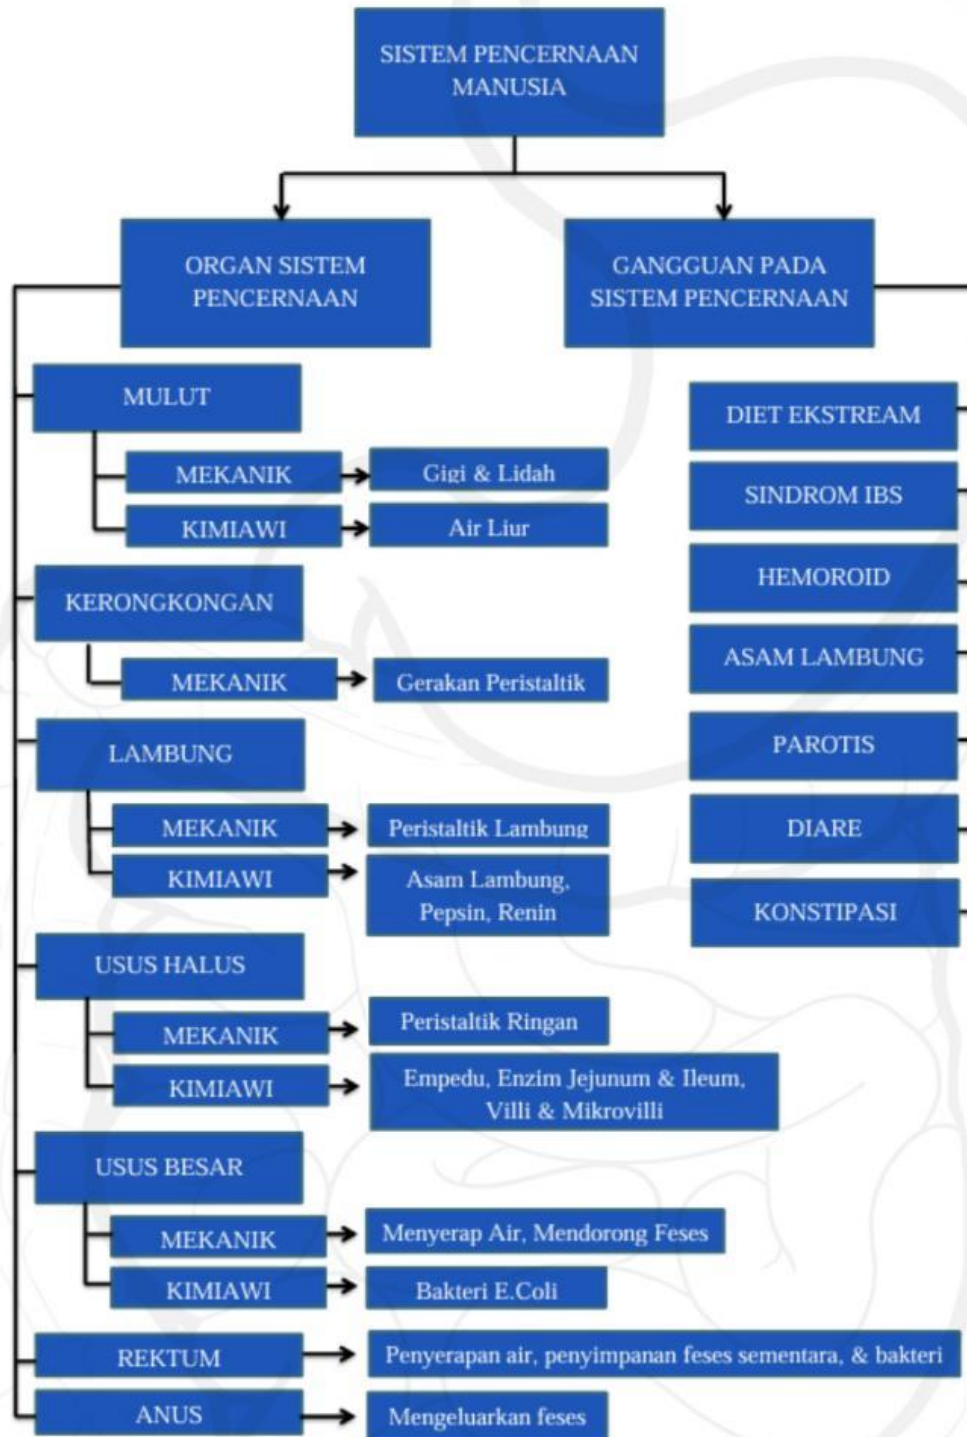 SISTEM PENCERNAAN
MANUSIA
ORGAN SISTEM
PENCERNAAN
GANGGUAN PADA
SISTEM PENCERNAAN
MULUT
MEKANIK
Gigi & Lidah
KIMIAWI
Air Liur
KERONGKONGAN
MEKANIK
Gerakan Peristaltik
LAMBUNG
MEKANIK
Peristaltik Lambung
KIMIAWI
Asam Lambung,
Pepsin, Renin
USUS HALUS
MEKANIK
Peristaltik Ringan
KIMIAWI
Empedu, Enzim Jejunum & Ileum,
Villi & Mikrovilli
USUS BESAR
MEKANIK
Menyerap Air, Mendorong Feses
KIMIAWI
Bakteri E.Coli
REKTUM
Penyerapan air, penyimpanan feses sementara, & bakteri
ANUS
Mengeluarkan feses
DIET EKSTREAM
SINDROM IBS
HEMOROID
ASAM LAMBUNG
PAROTIS
DIARE
KONSTIPASI